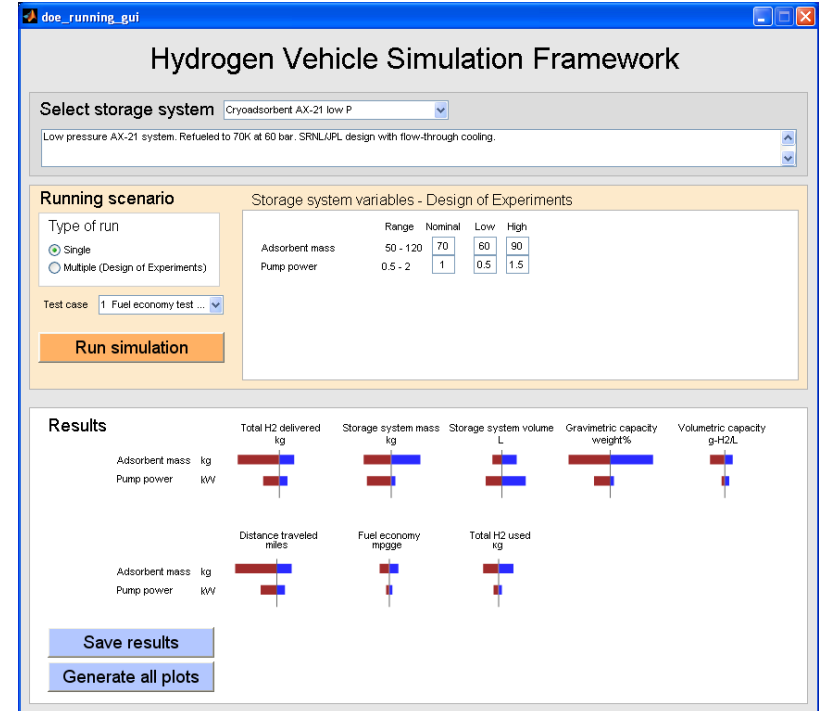 doe_running_gui
Hydrogen Vehicle Simulation Framework
Select storage system Cryoadsorbent AX-21 low P
Low pressure AX-21 system. Refueled to 70K at 60 bar. SRNL/JPL design with flow-through cooling.
Running scenario
Type of run
Single
Multiple (Design of Experiments)
Test case 1 Fuel economy test ...
Run simulation
Storage system variables - Design of Experiments
Range Nominal Low High
Adsorbent mass 50 - 120 70 60 90
Pump power 0.5 - 2 1 0.5 1.5
Results
Total H2 delivered Storage system mass Storage system volume Gravimetric capacity Volumetric capacity
kg kg L weight% g-H2/L
Adsorbent mass kg
Pump power kW
Distance traveled Fuel economy Total H2 used
miles mpgge kg
Adsorbent mass kg
Pump power kW
Save results
Generate all plots